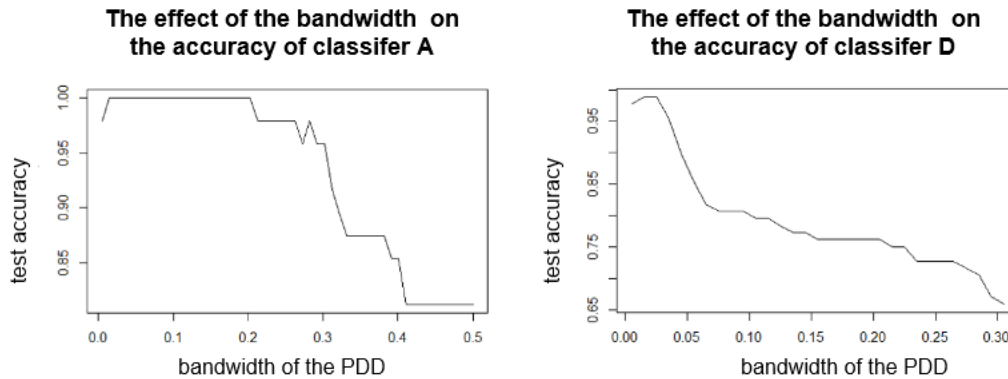 The effect of the bandwidth on
the accuracy of classifer A
test accuracy
1.00
0.95
0.90
0.85
0.0 0.1 0.2 0.3 0.4 0.5
bandwidth of the PDD
The effect of the bandwidth on
the accuracy of classifer D
test accuracy
0.95
0.85
0.75
0.65
0.00 0.05 0.10 0.15 0.20 0.25 0.30
bandwidth of the PDD